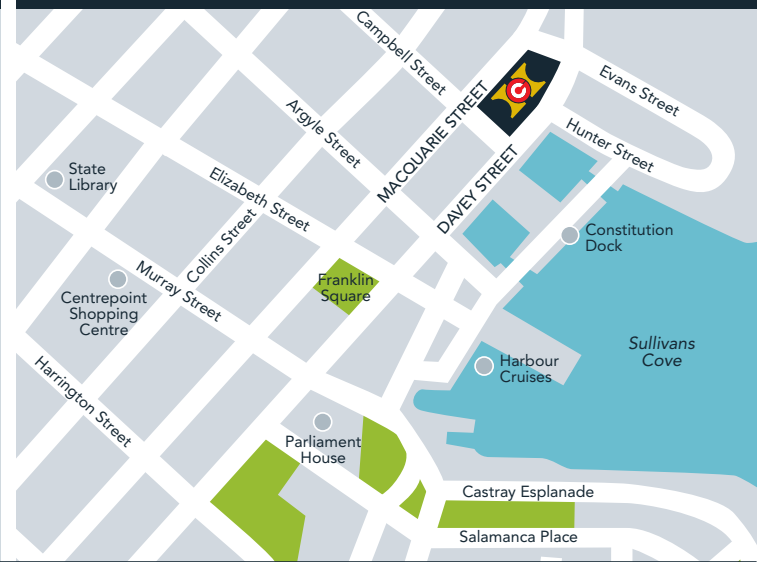 Campbell Street
Evans Street
Argyle Street
MACQUARIE STREET
Hunter Street
State
Library
Elizabeth Street
DAVEY STREET
Collins Street
Constitution
Dock
Murray Street
Franklin
Square
Centrepoint
Shopping
Centre
Sullivans
Cove
Harrington Street
Harbour
Cruises
Parliament
House
Castray Esplanade
Salamanca Place